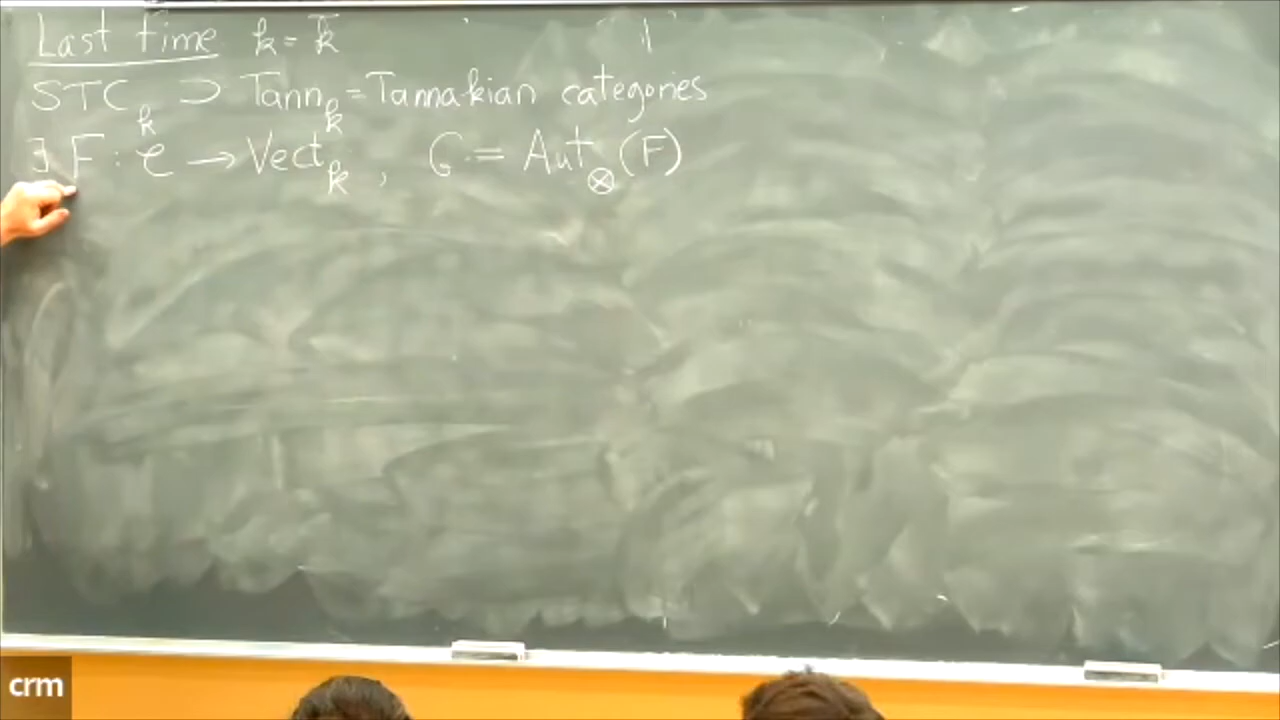 Last time k = k̄
STC_k ⊃ Tann_k = Tannakian categories
∃ F : 𝒞 → Vect_k , G := Aut_⊗(F)
crm